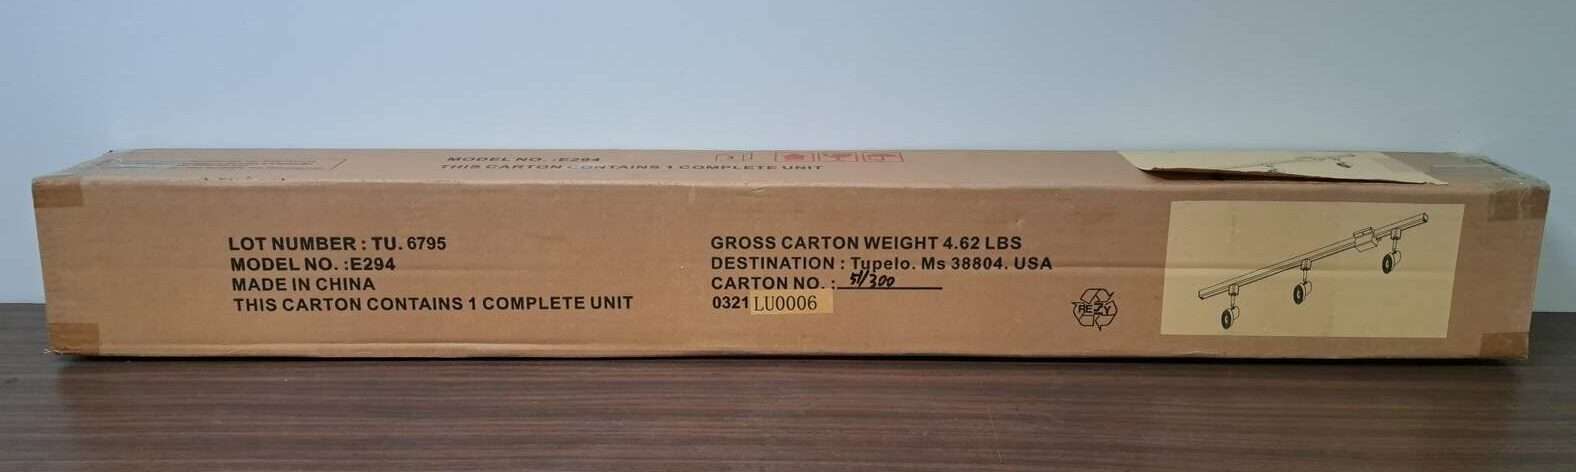 MODEL NO. :E294
THIS CARTON CONTAINS 1 COMPLETE UNIT
LOT NUMBER : TU. 6795
MODEL NO. :E294
MADE IN CHINA
THIS CARTON CONTAINS 1 COMPLETE UNIT
GROSS CARTON WEIGHT 4.62 LBS
DESTINATION : Tupelo. Ms 38804. USA
CARTON NO. : 51/300
0321LU0006
REZY